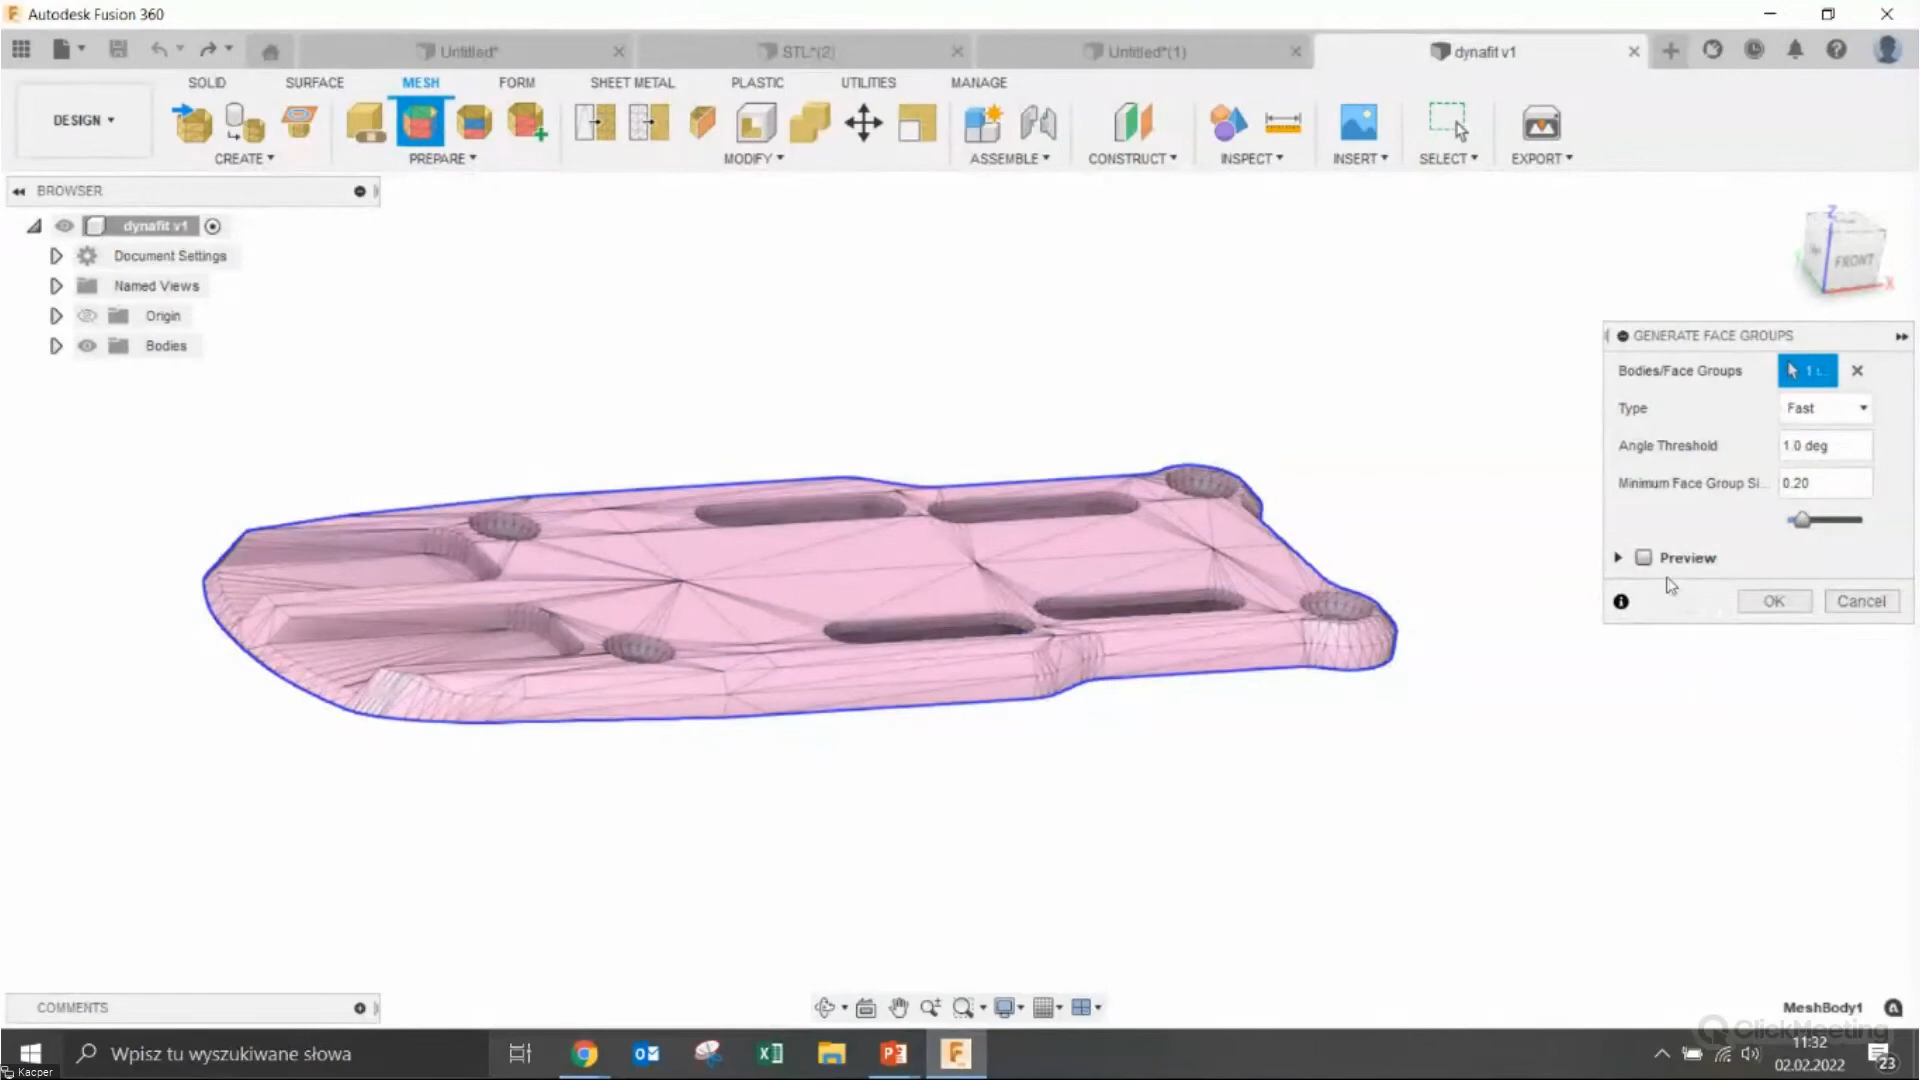 Autodesk Fusion 360
Untitled*
STL*(2)
Untitled*(1)
dynafit v1
SOLID
SURFACE
MESH
FORM
SHEET METAL
PLASTIC
UTILITIES
MANAGE
DESIGN
CREATE
PREPARE
MODIFY
ASSEMBLE
CONSTRUCT
INSPECT
INSERT
SELECT
EXPORT
BROWSER
dynafit v1
Document Settings
Named Views
Origin
Bodies
Z
FRONT
X
GENERATE FACE GROUPS
Bodies/Face Groups
1 ...
Type
Fast
Angle Threshold
1.0 deg
Minimum Face Group Si...
0.20
Preview
OK
Cancel
COMMENTS
MeshBody1
ClickMeeting
Wpisz tu wyszukiwane słowa
11:32
02.02.2022
23
Kacper